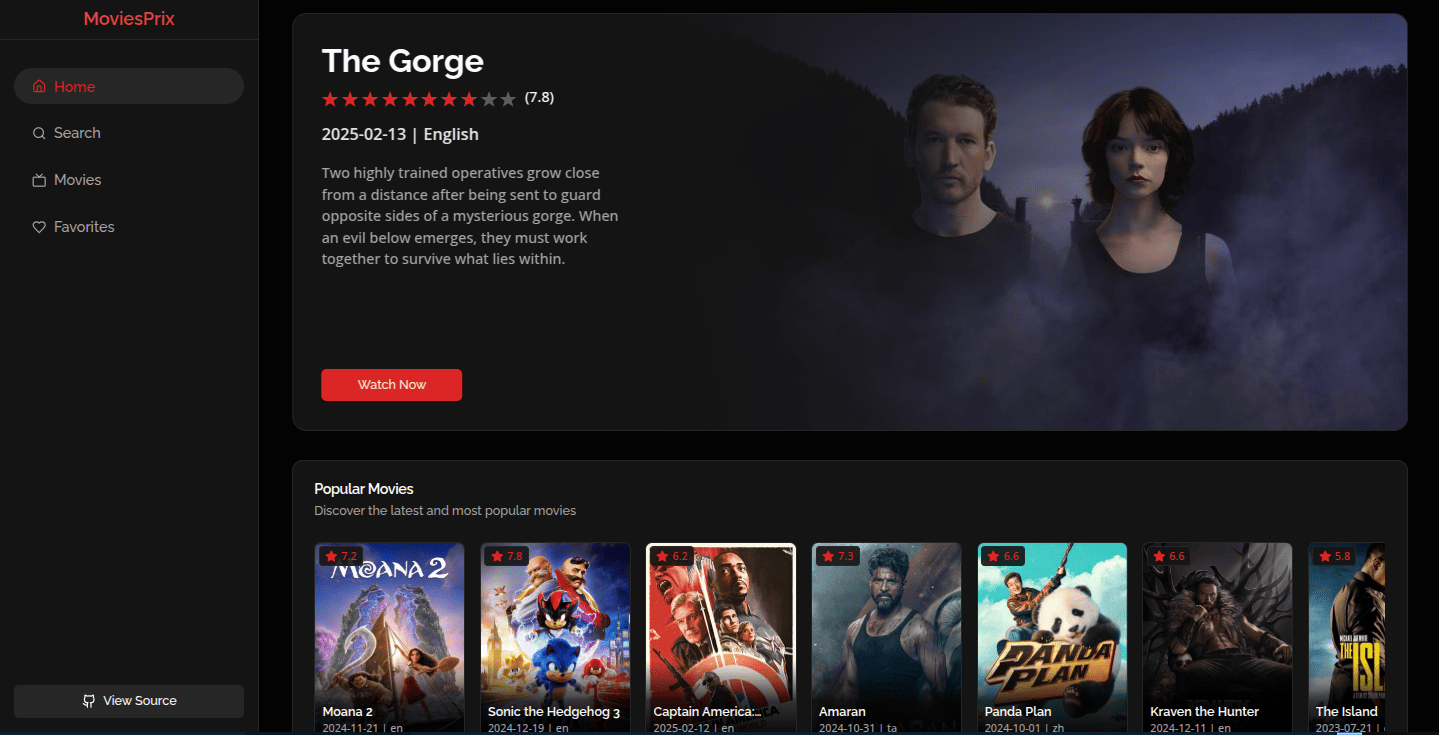 MoviesPrix
Home
Search
Movies
Favorites
View Source
The Gorge
(7.8)
2025-02-13 | English
Two highly trained operatives grow close
from a distance after being sent to guard
opposite sides of a mysterious gorge. When
an evil below emerges, they must work
together to survive what lies within.
Watch Now
Popular Movies
Discover the latest and most popular movies
7.2
MOANA 2
Moana 2
2024-11-21 | en
7.8
Sonic the Hedgehog 3
2024-12-19 | en
6.2
Captain America:...
2025-02-12 | en
7.3
Amaran
2024-10-31 | ta
6.6
PANDA
PLAN
Panda Plan
2024-10-01 | zh
6.6
Kraven the Hunter
2024-12-11 | en
5.8
THE
ISL
The Island
2023-07-21 |